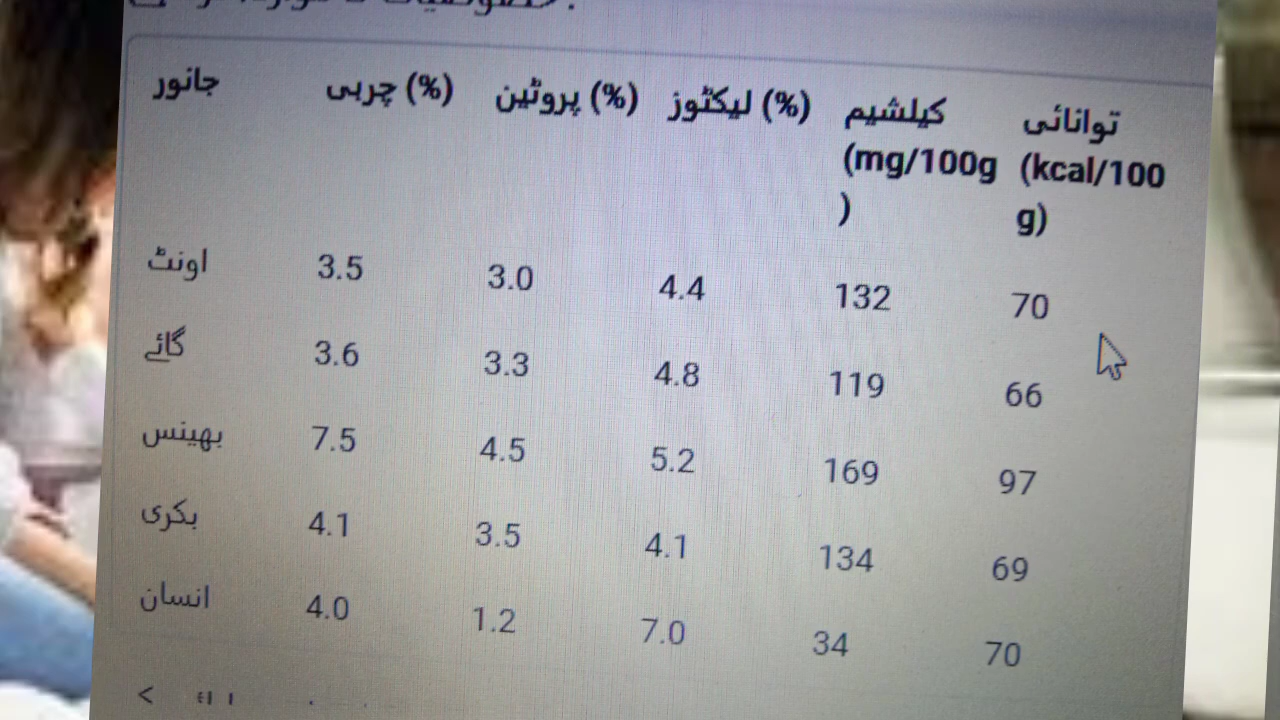 جانور چربی (%) پروٹین (%) لیکٹوز (%) کیلشیم (mg/100g) توانائی (kcal/100g)
اونٹ 3.5 3.0 4.4 132 70
گائے 3.6 3.3 4.8 119 66
بھینس 7.5 4.5 5.2 169 97
بکری 4.1 3.5 4.1 134 69
انسان 4.0 1.2 7.0 34 70